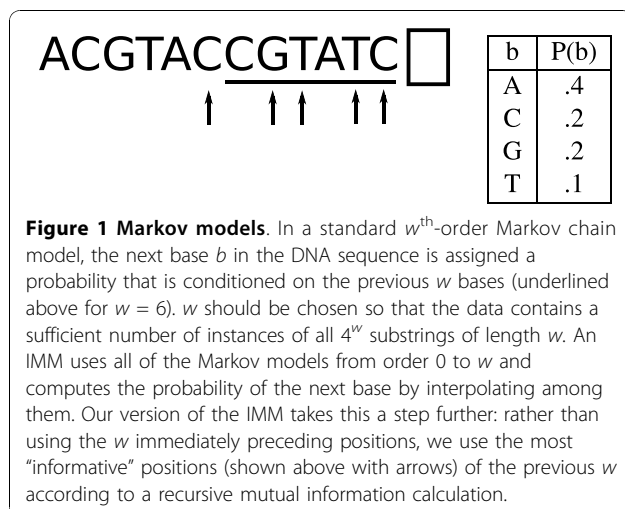 ACGTACCGTATC
b P(b)
A .4
C .2
G .2
T .1
Figure 1 Markov models. In a standard wth-order Markov chain
model, the next base b in the DNA sequence is assigned a
probability that is conditioned on the previous w bases (underlined
above for w = 6). w should be chosen so that the data contains a
sufficient number of instances of all 4^w substrings of length w. An
IMM uses all of the Markov models from order 0 to w and
computes the probability of the next base by interpolating among
them. Our version of the IMM takes this a step further: rather than
using the w immediately preceding positions, we use the most
“informative” positions (shown above with arrows) of the previous w
according to a recursive mutual information calculation.